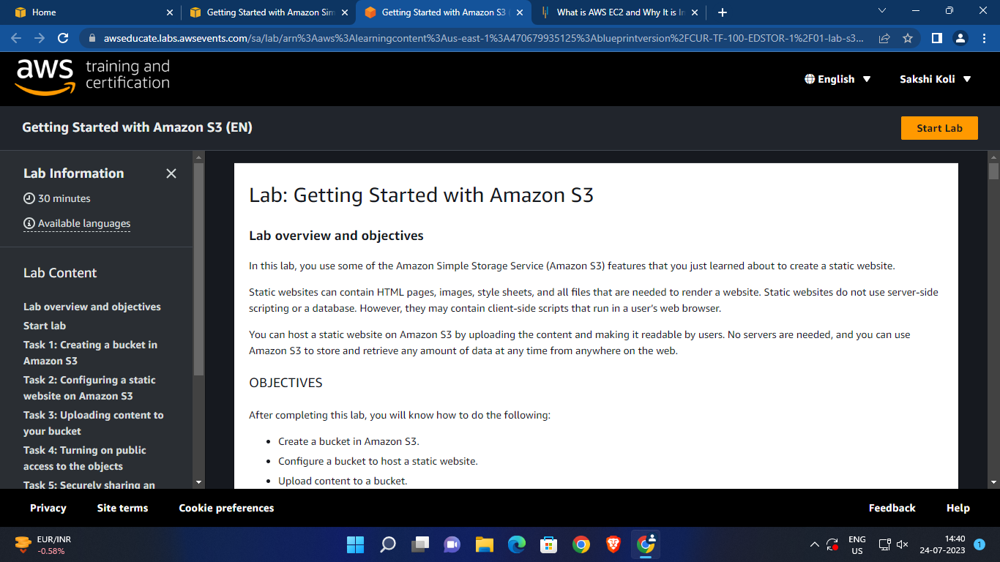 Home
Getting Started with Amazon Sim
Getting Started with Amazon S3
What is AWS EC2 and Why It is
awseducate.labs.awsevents.com/sa/lab/arn%3Aaws%3Alearningcontent%3Aus-east-1%3A470679935125%3Ablueprintversion%2FCUR-TF-100-EDSTOR-1%2F01-lab-s3...
aws training and
certification
English
Sakshi Koli
Getting Started with Amazon S3 (EN)
Start Lab
Lab Information
30 minutes
Available languages
Lab Content
Lab overview and objectives
Start lab
Task 1: Creating a bucket in
Amazon S3
Task 2: Configuring a static
website on Amazon S3
Task 3: Uploading content to
your bucket
Task 4: Turning on public
access to the objects
Task 5: Securely sharing an
Lab: Getting Started with Amazon S3
Lab overview and objectives
In this lab, you use some of the Amazon Simple Storage Service (Amazon S3) features that you just learned about to create a static website.
Static websites can contain HTML pages, images, style sheets, and all files that are needed to render a website. Static websites do not use server-side
scripting or a database. However, they may contain client-side scripts that run in a user's web browser.
You can host a static website on Amazon S3 by uploading the content and making it readable by users. No servers are needed, and you can use
Amazon S3 to store and retrieve any amount of data at any time from anywhere on the web.
OBJECTIVES
After completing this lab, you will know how to do the following:
• Create a bucket in Amazon S3.
• Configure a bucket to host a static website.
• Upload content to a bucket.
Privacy
Site terms
Cookie preferences
Feedback
Help
EUR/INR
-0.58%
ENG
US
14:40
24-07-2023
1